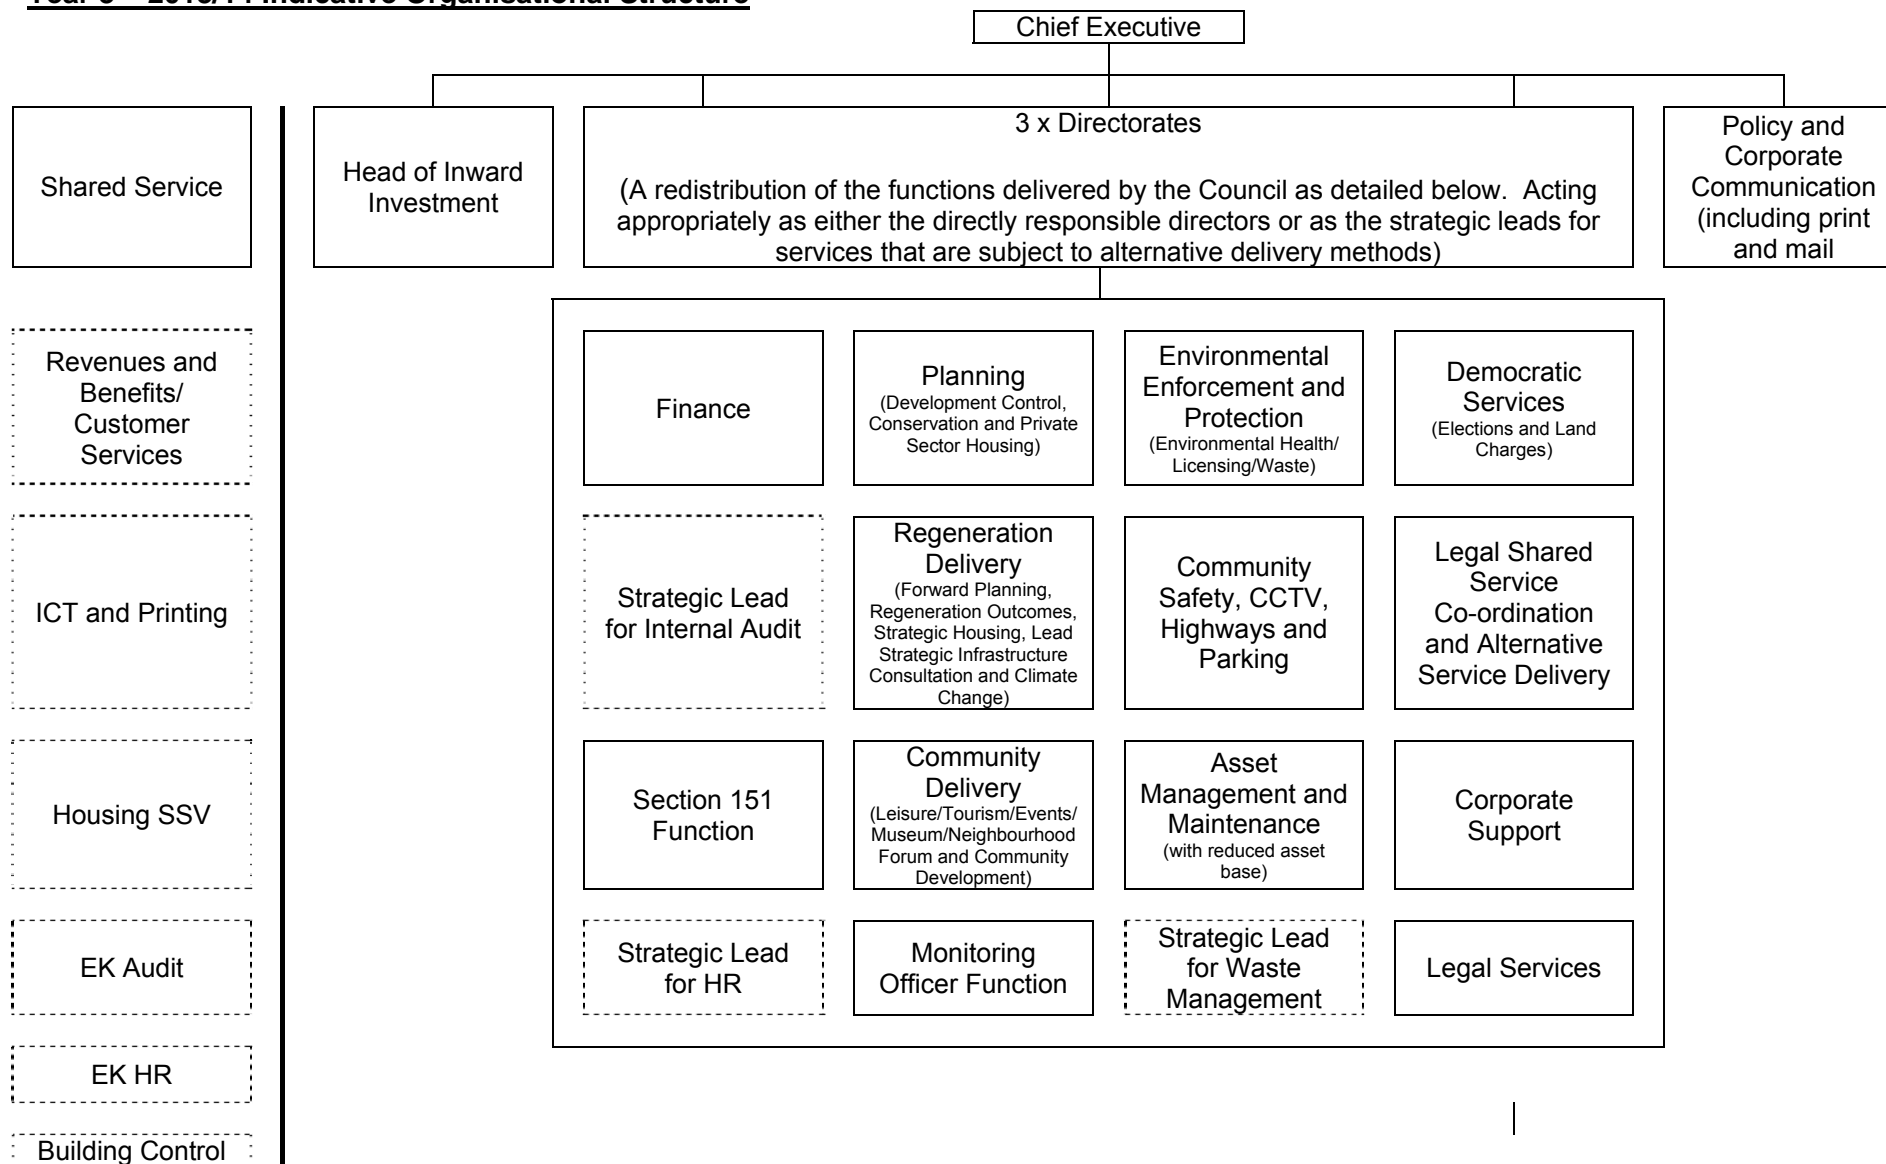 Chief Executive
Shared Service
Head of Inward
Investment
3 x Directorates
(A redistribution of the functions delivered by the Council as detailed below. Acting
appropriately as either the directly responsible directors or as the strategic leads for
services that are subject to alternative delivery methods)
Policy and
Corporate
Communication
(including print
and mail
Revenues and
Benefits/
Customer
Services
Finance
Planning
(Development Control,
Conservation and Private
Sector Housing)
Environmental
Enforcement and
Protection
(Environmental Health/
Licensing/Waste)
Democratic
Services
(Elections and Land
Charges)
ICT and Printing
Strategic Lead
for Internal Audit
Regeneration
Delivery
(Forward Planning,
Regeneration Outcomes,
Strategic Housing, Lead
Strategic Infrastructure
Consultation and Climate
Change)
Community
Safety, CCTV,
Highways and
Parking
Legal Shared
Service
Co-ordination
and Alternative
Service Delivery
Housing SSV
Section 151
Function
Community
Delivery
(Leisure/Tourism/Events/
Museum/Neighbourhood
Forum and Community
Development)
Asset
Management and
Maintenance
(with reduced asset
base)
Corporate
Support
EK Audit
Strategic Lead
for HR
Monitoring
Officer Function
Strategic Lead
for Waste
Management
Legal Services
EK HR
Building Control